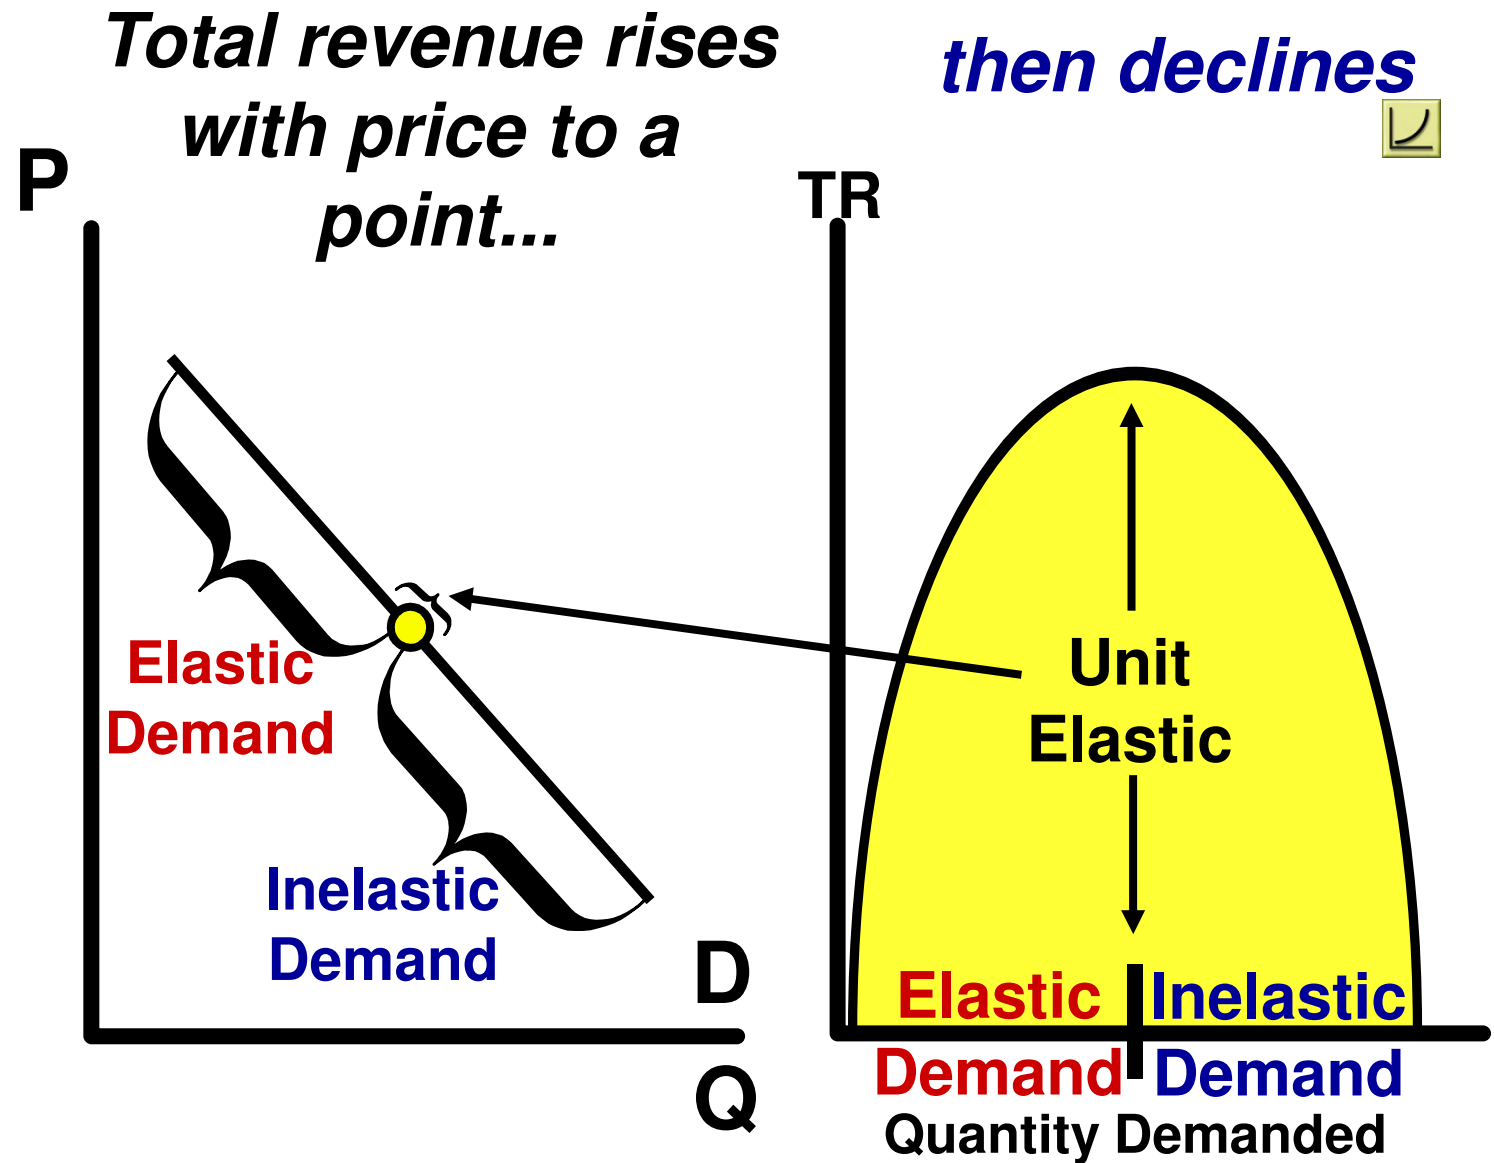 Total revenue rises
with price to a
point...
then declines
P
TR
Elastic
Demand
Inelastic
Demand
D
Q
Unit
Elastic
Elastic
Demand
Inelastic
Demand
Quantity Demanded